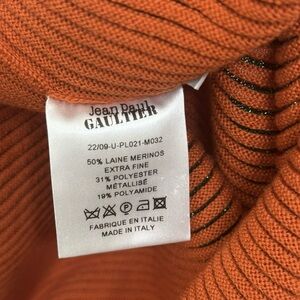 Jean Paul
GAULTIER
22/09-U-PL021-M032
50% LAINE MERINOS
EXTRA FINE
31% POLYESTER
MÉTALLISÉ
19% POLYAMIDE
FABRIQUE EN ITALIE
MADE IN ITALY